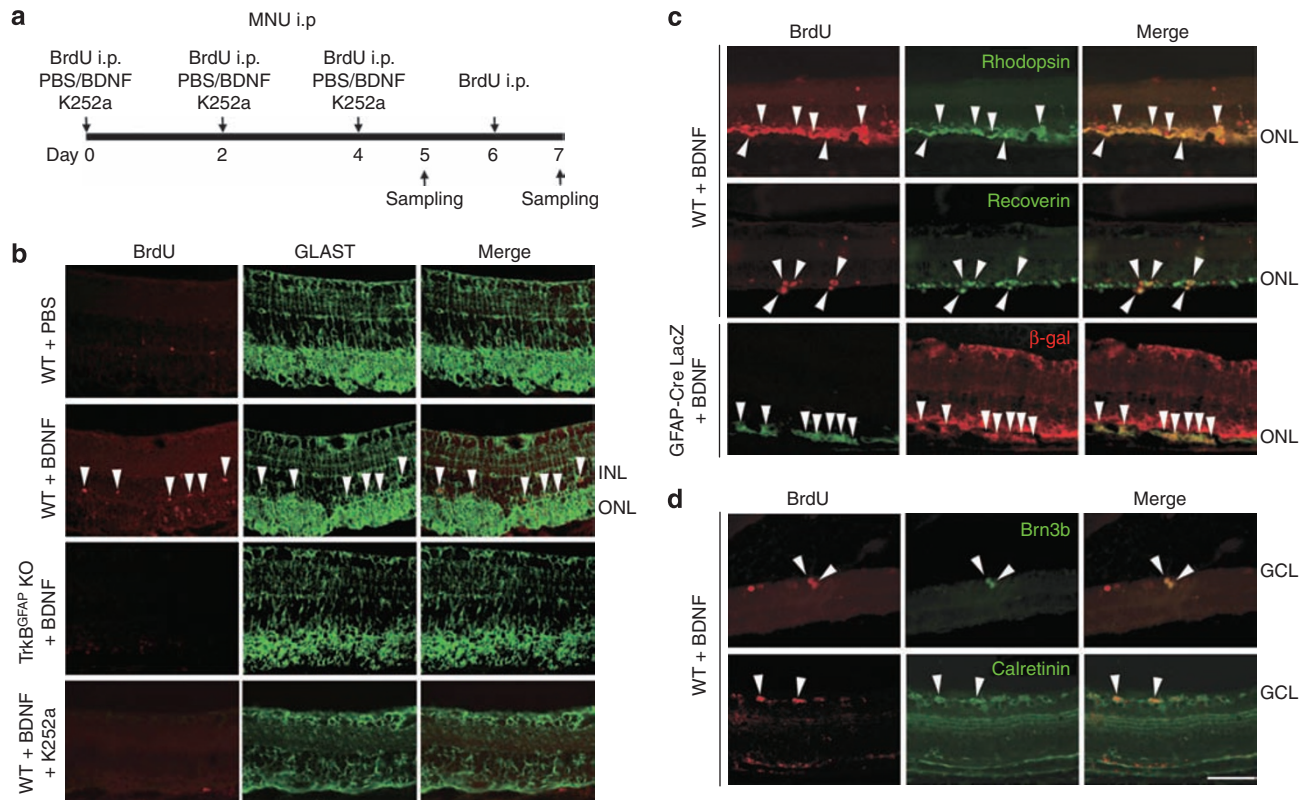 a
MNU i.p
BrdU i.p. BrdU i.p. BrdU i.p.
PBS/BDNF PBS/BDNF PBS/BDNF BrdU i.p.
K252a K252a K252a
Day 0 2 4 5 6 7
Sampling Sampling
b
BrdU GLAST Merge
WT + PBS
WT + BDNF
INL
ONL
TrkBGFAP KO
+ BDNF
WT + BDNF
+ K252a
c
BrdU Merge
WT + BDNF
Rhodopsin
ONL
Recoverin
ONL
GFAP-Cre LacZ
+ BDNF
β-gal
ONL
d
BrdU Merge
WT + BDNF
Brn3b
GCL
Calretinin
GCL